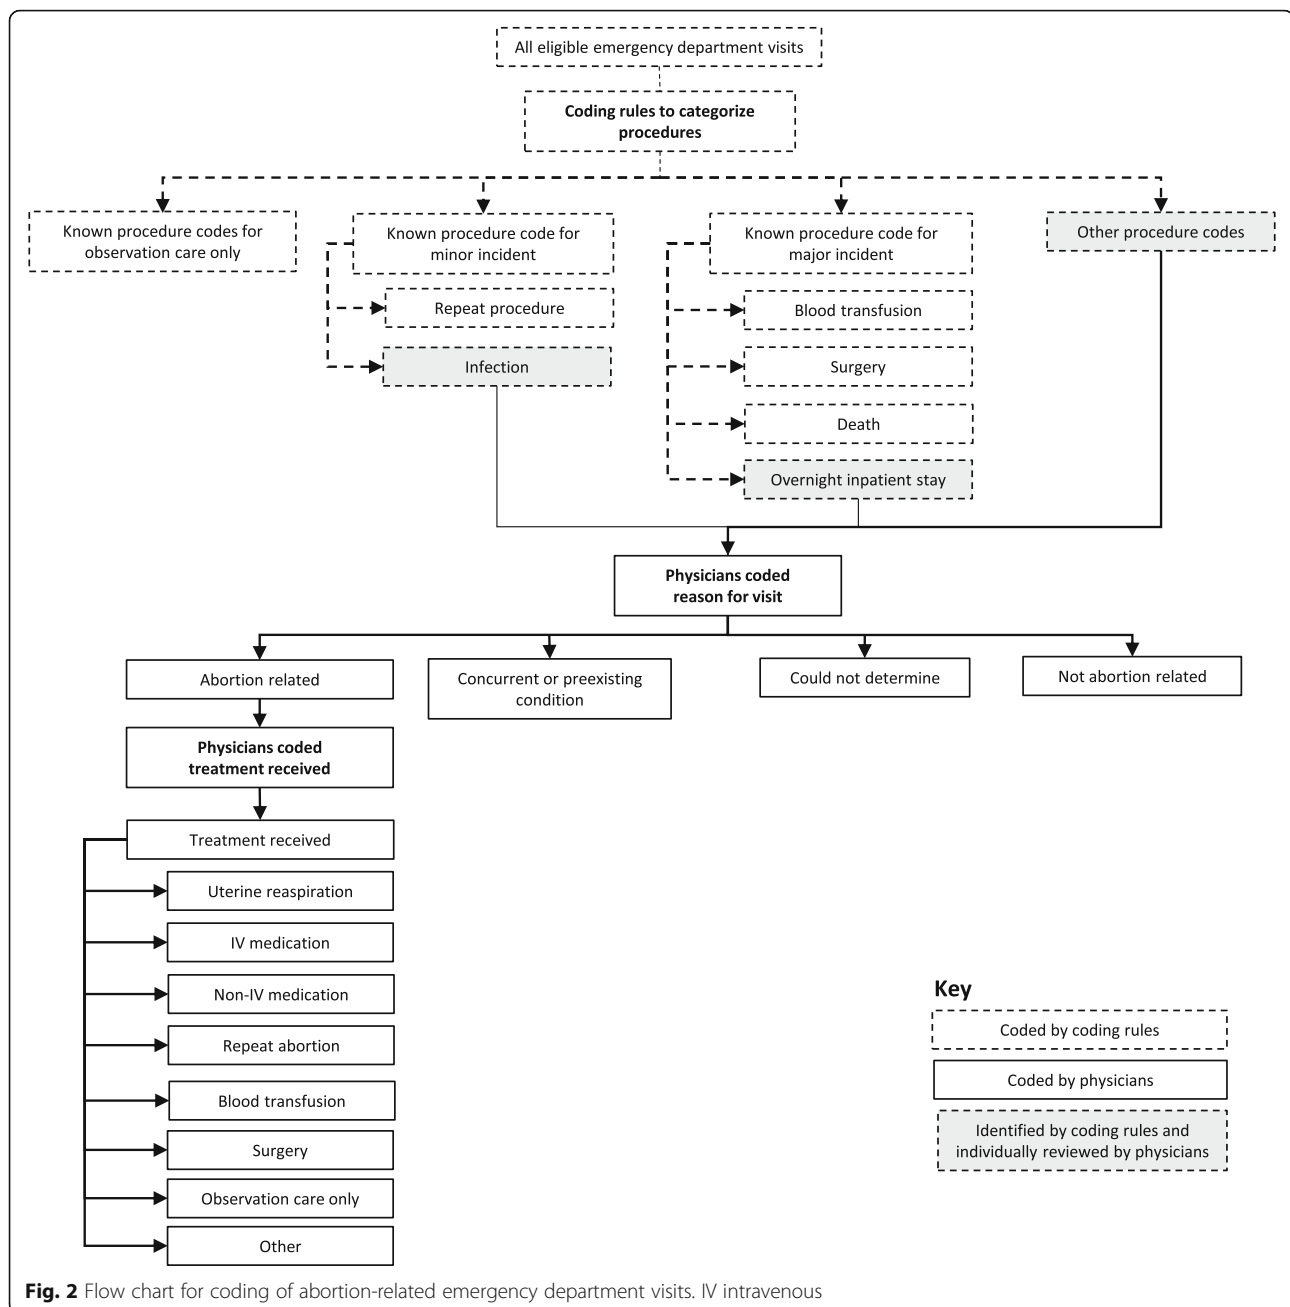 All eligible emergency department visits
Coding rules to categorize
procedures
Known procedure codes for
observation care only
Known procedure code for
minor incident
Known procedure code for
major incident
Other procedure codes
Repeat procedure
Blood transfusion
Infection
Surgery
Death
Overnight inpatient stay
Physicians coded
reason for visit
Abortion related
Concurrent or preexisting
condition
Could not determine
Not abortion related
Physicians coded
treatment received
Treatment received
Uterine reaspiration
IV medication
Non-IV medication
Repeat abortion
Blood transfusion
Surgery
Observation care only
Other
Key
Coded by coding rules
Coded by physicians
Identified by coding rules and
individually reviewed by physicians
Fig. 2 Flow chart for coding of abortion-related emergency department visits. IV intravenous